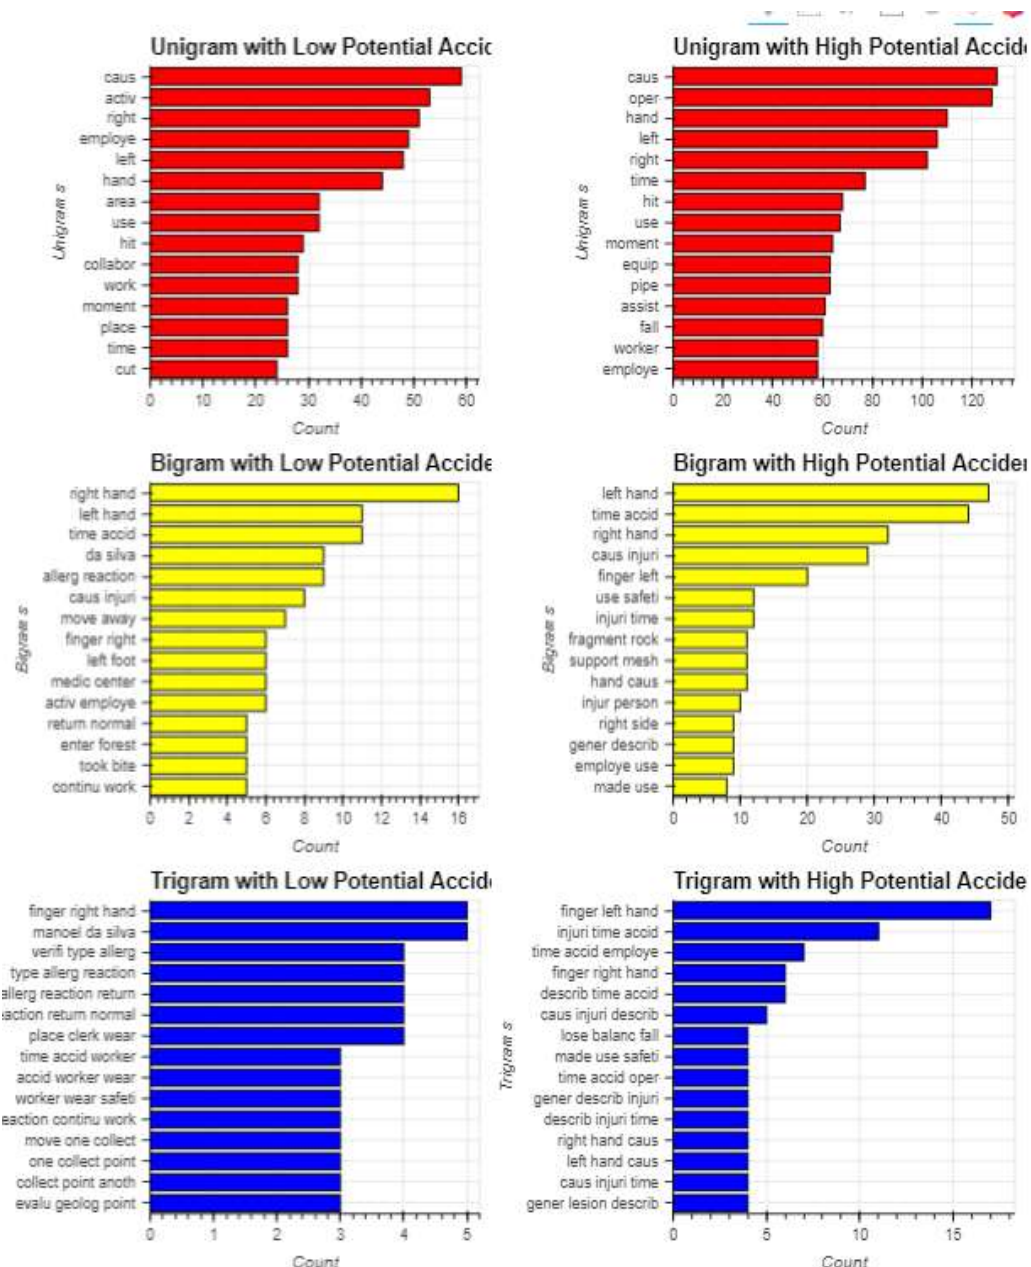 Unigram with Low Potential Accic
caus
activ
right
employe
left
hand
area
use
hit
collabor
work
moment
place
time
cut
Unigram s
0 10 20 30 40 50 60
Count
Unigram with High Potential Accide
caus
oper
hand
left
right
time
hit
use
moment
equip
pipe
assist
fall
worker
employe
Unigram s
0 20 40 60 80 100 120
Count
Bigram with Low Potential Accide
right hand
left hand
time accid
da silva
allerg reaction
caus injuri
move away
finger right
left foot
medic center
activ employe
return normal
enter forest
took bite
continu work
Bigram s
0 2 4 6 8 10 12 14 16
Count
Bigram with High Potential Accider
left hand
time accid
right hand
caus injuri
finger left
use safeti
injuri time
fragment rock
support mesh
hand caus
injur person
right side
gener describ
employe use
made use
Bigram s
0 10 20 30 40 50
Count
Trigram with Low Potential Accide
finger right hand
manoel da silva
verifi type allerg
type allerg reaction
allerg reaction return
eaction return normal
place clerk wear
time accid worker
accid worker wear
worker wear safeti
eaction continu work
move one collect
one collect point
collect point anoth
evalu geolog point
0 1 2 3 4 5
Count
Trigram with High Potential Accide
finger left hand
injuri time accid
time accid employe
finger right hand
describ time accid
caus injuri describ
lose balanc fall
made use safeti
time accid oper
gener describ injuri
describ injuri time
right hand caus
left hand caus
caus injuri time
gener lesion describ
Trigram s
0 5 10 15
Count